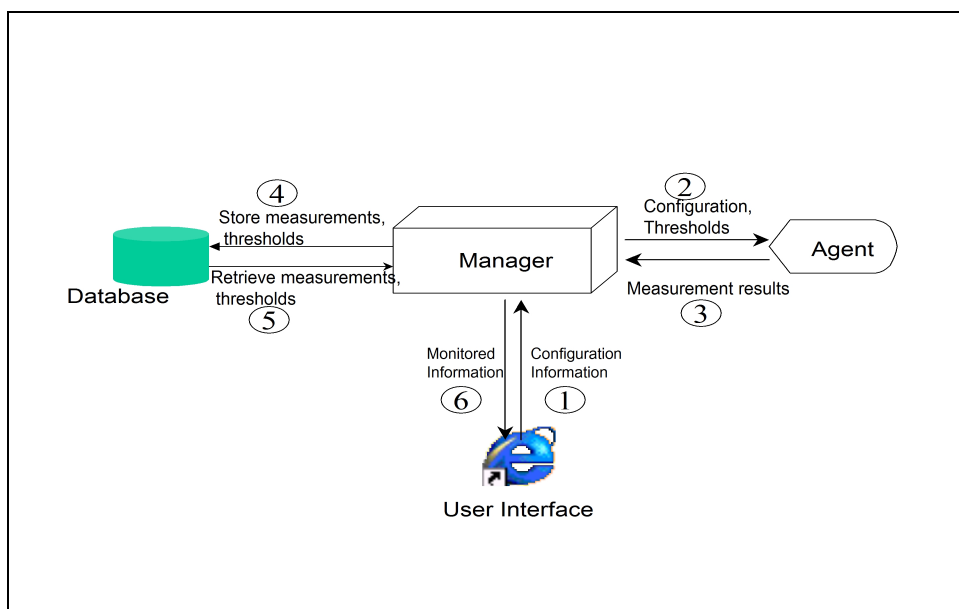 4
Store measurements,
thresholds
Database
Retrieve measurements,
thresholds
5
Manager
2
Configuration,
Thresholds
Agent
Measurement results
3
Monitored
Information
6
Configuration
Information
1
User Interface